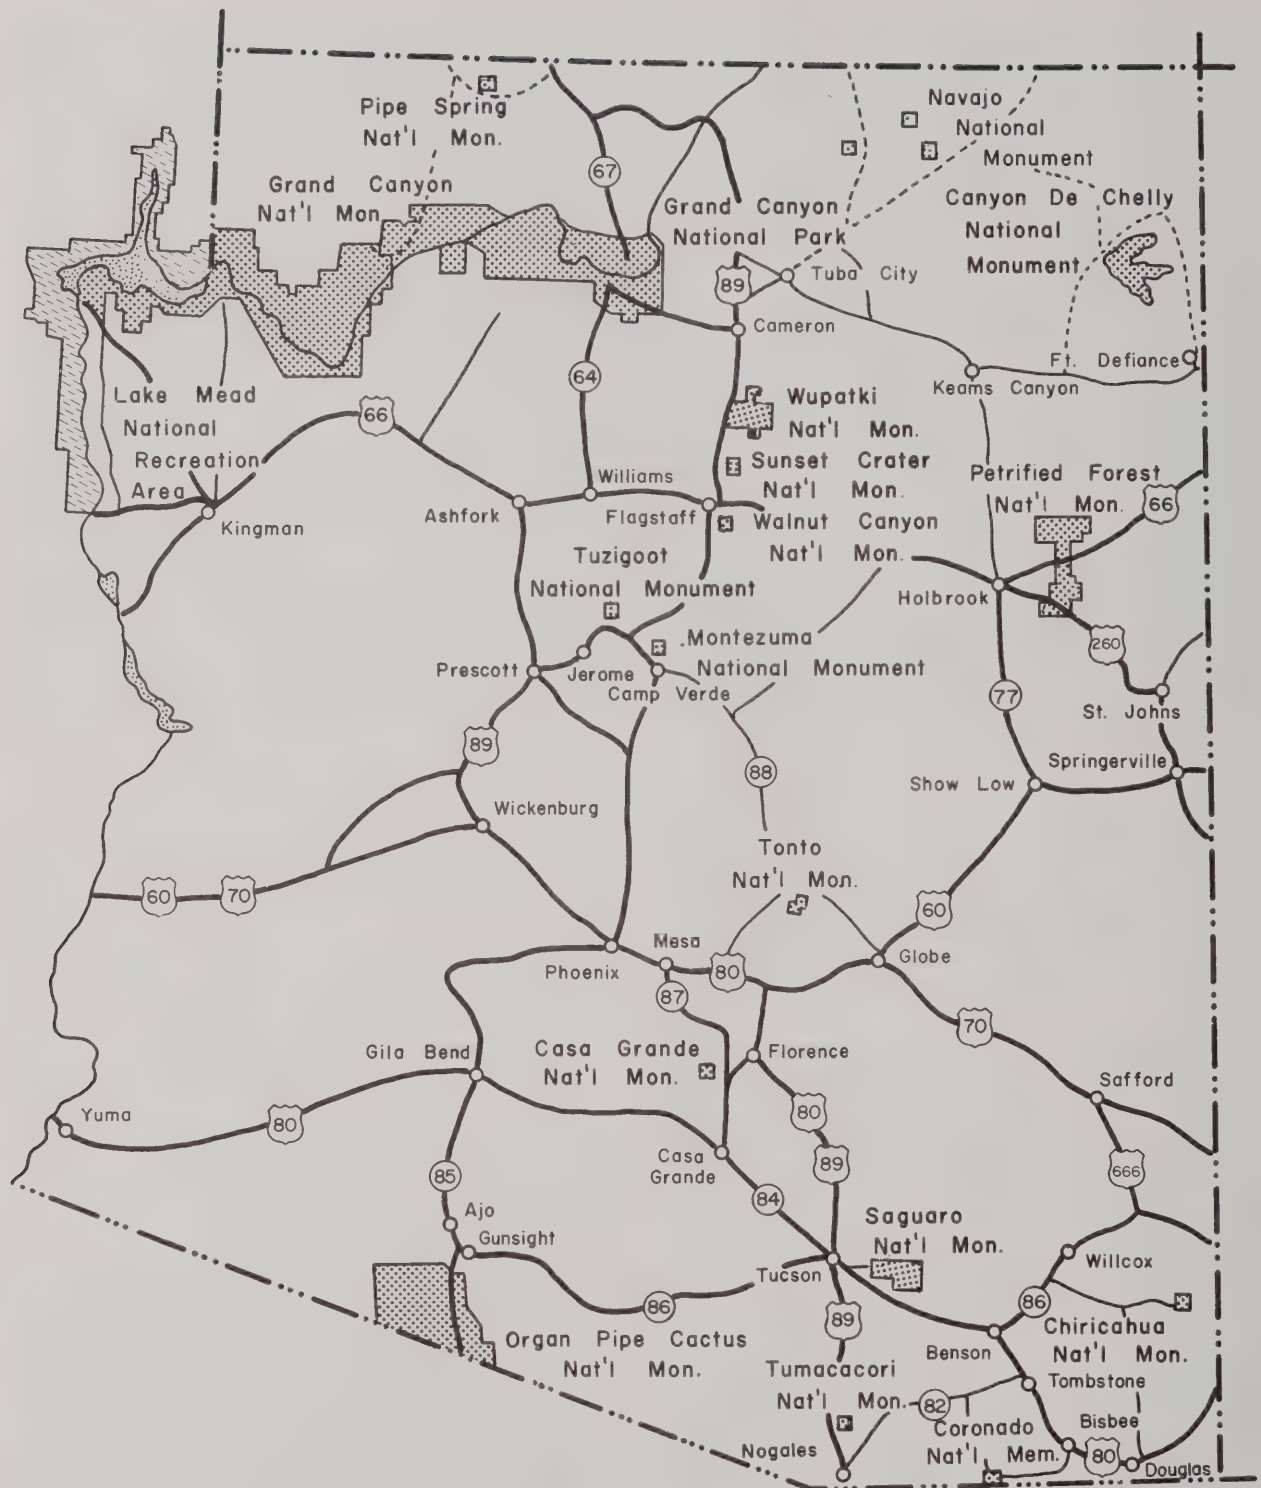 Pipe Spring
Nat'l Mon.
67
Navajo
National
Monument
Grand Canyon
Nat'l Mon
Grand Canyon
National Park
Canyon De Chelly
National
Monument
89
Tuba City
Cameron
Ft. Defiance
Keams Canyon
64
Lake Mead
National
Recreation
Area
66
Wupatki
Nat'l Mon.
Sunset Crater
Nat'l Mon.
Petrified Forest
Nat'l Mon.
66
Williams
Ashfork
Flagstaff
Walnut Canyon
Nat'l Mon.
Kingman
Tuzigoot
National Monument
Holbrook
260
Montezuma
National Monument
Prescott
Jerome
Camp Verde
77
St. Johns
89
88
Show Low
Springerville
Wickenburg
Tonto
Nat'l Mon.
60
70
60
Phoenix
Mesa
80
Globe
87
70
Gila Bend
Casa Grande
Nat'l Mon.
Florence
Safford
Yuma
80
80
89
Casa
Grande
666
85
84
Ajo
Gunsight
Saguaro
Nat'l Mon.
Tucson
Willcox
86
86
89
Organ Pipe Cactus
Nat'l Mon.
Chiricahua
Nat'l Mon.
Benson
Tumacacori
Nat'l Mon.
Tombstone
82
Coronado
Nat'l Mem.
Bisbee
80
Nogales
Douglas